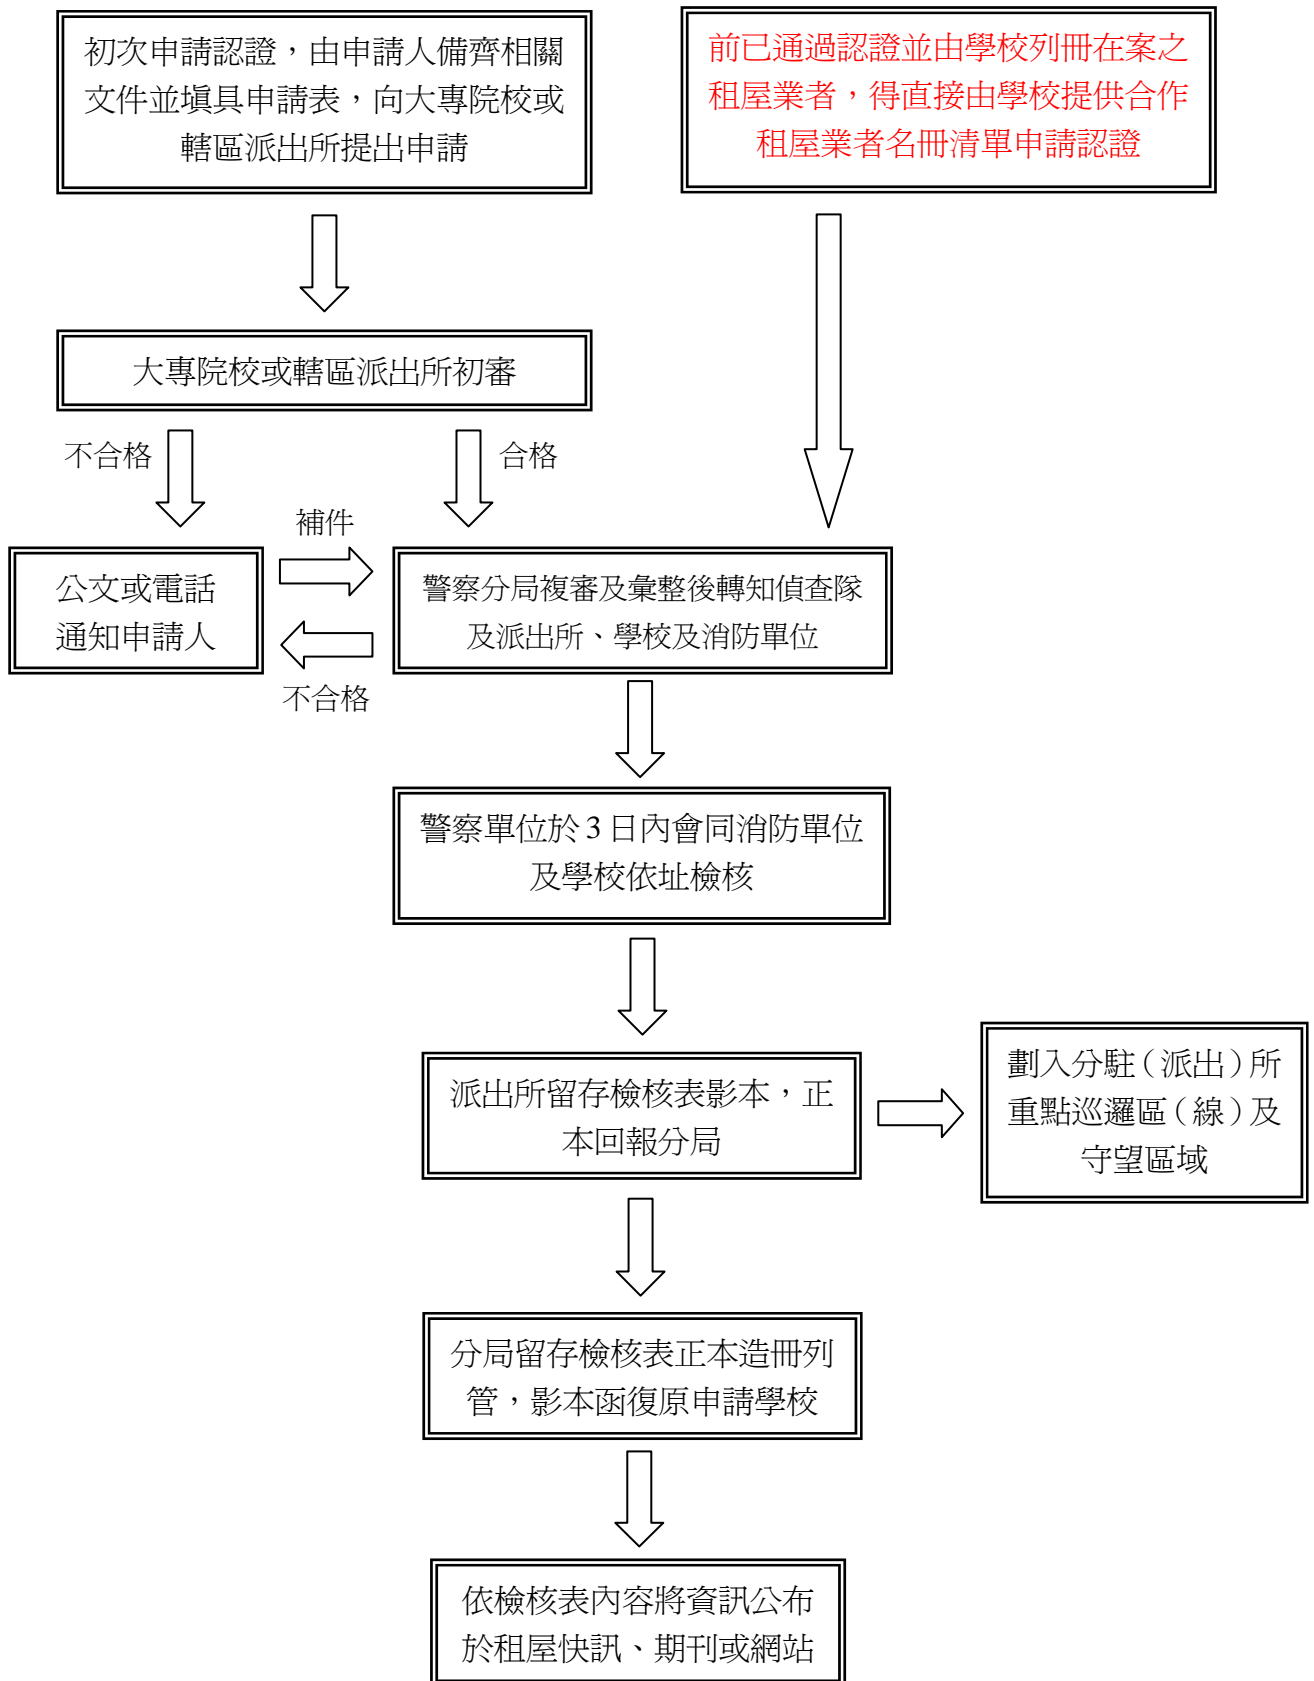 初次申請認證，由申請人備齊相關
文件並填具申請表，向大專院校或
轄區派出所提出申請
前已通過認證並由學校列冊在案之
租屋業者，得直接由學校提供合作
租屋業者名冊清單申請認證
大專院校或轄區派出所初審
不合格
合格
公文或電話
通知申請人
補件
不合格
警察分局複審及彙整後轉知偵查隊
及派出所、學校及消防單位
警察單位於 3 日內會同消防單位
及學校依址檢核
派出所留存檢核表影本，正
本回報分局
劃入分駐（派出）所
重點巡邏區（線）及
守望區域
分局留存檢核表正本造冊列
管，影本函復原申請學校
依檢核表內容將資訊公布
於租屋快訊、期刊或網站